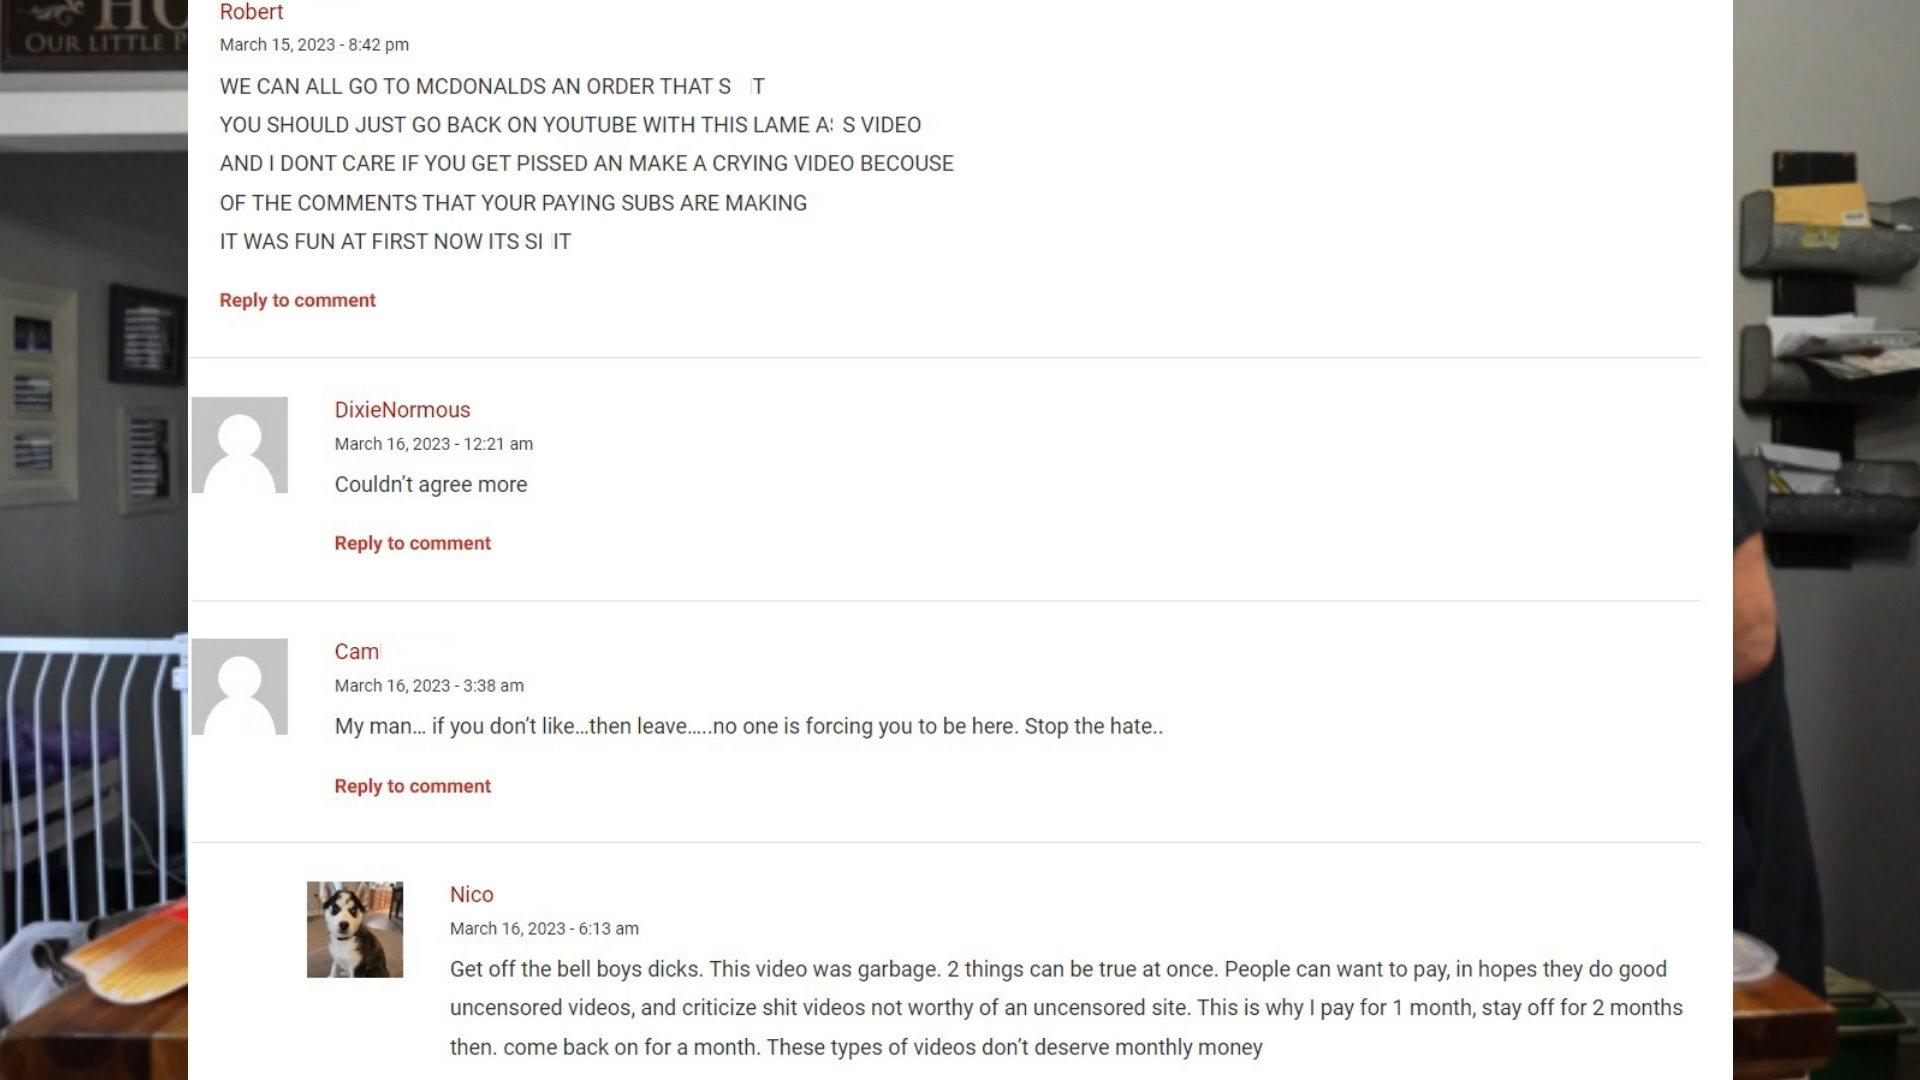 HO
OUR LITTLE P
Robert
March 15, 2023 - 8:42 pm
WE CAN ALL GO TO MCDONALDS AN ORDER THAT S IT
YOU SHOULD JUST GO BACK ON YOUTUBE WITH THIS LAME A: S VIDEO
AND I DONT CARE IF YOU GET PISSED AN MAKE A CRYING VIDEO BECOUSE
OF THE COMMENTS THAT YOUR PAYING SUBS ARE MAKING
IT WAS FUN AT FIRST NOW ITS SI IT
Reply to comment
DixieNormous
March 16, 2023 - 12:21 am
Couldn’t agree more
Reply to comment
Cam
March 16, 2023 - 3:38 am
My man… if you don’t like…then leave…..no one is forcing you to be here. Stop the hate..
Reply to comment
Nico
March 16, 2023 - 6:13 am
Get off the bell boys dicks. This video was garbage. 2 things can be true at once. People can want to pay, in hopes they do good
uncensored videos, and criticize shit videos not worthy of an uncensored site. This is why I pay for 1 month, stay off for 2 months
then. come back on for a month. These types of videos don’t deserve monthly money